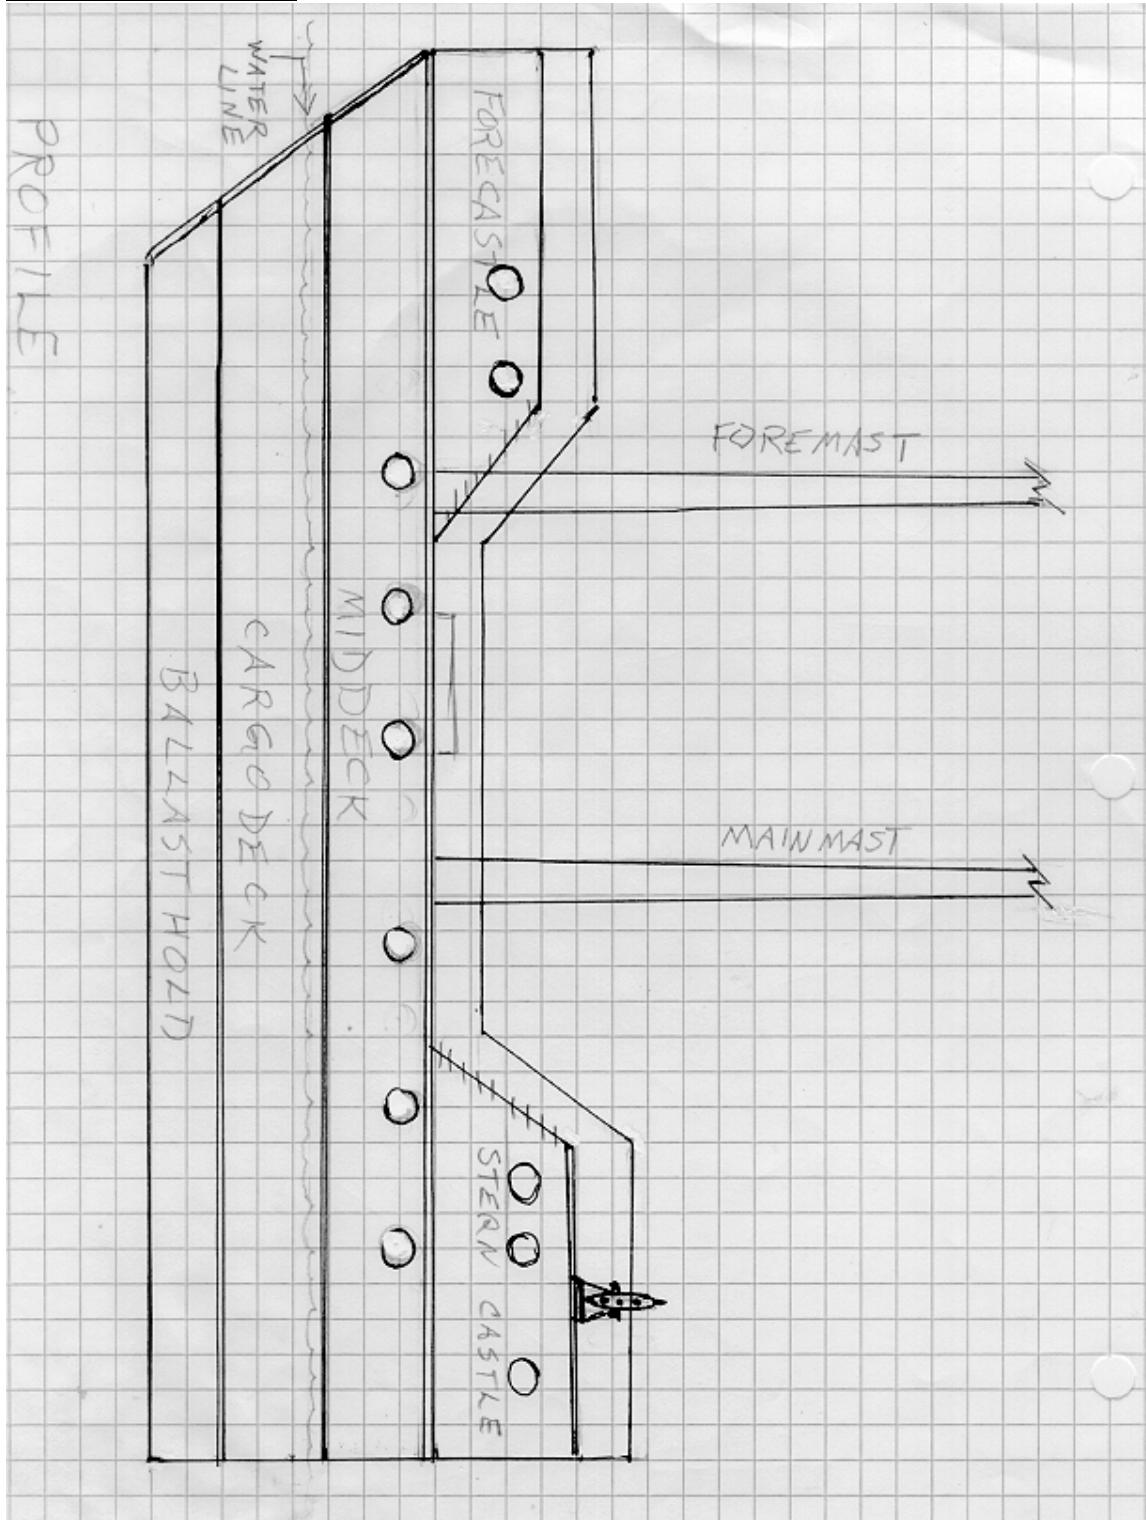 FOREMAST
MAINMAST
FORECASTLE
STERN CASTLE
MIDDECK
WATER
LINE
CARGO DECK
BALLAST HOLD
PROFILE